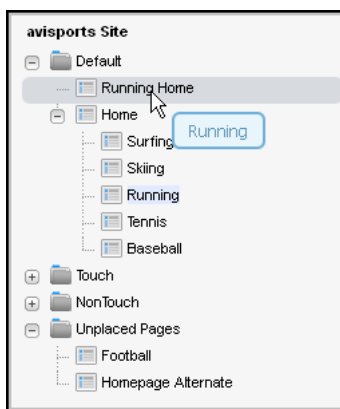 avisports Site
Default
Running Home
Home
Running
Surfing
Skiing
Running
Tennis
Baseball
Touch
NonTouch
Unplaced Pages
Football
Homepage Alternate